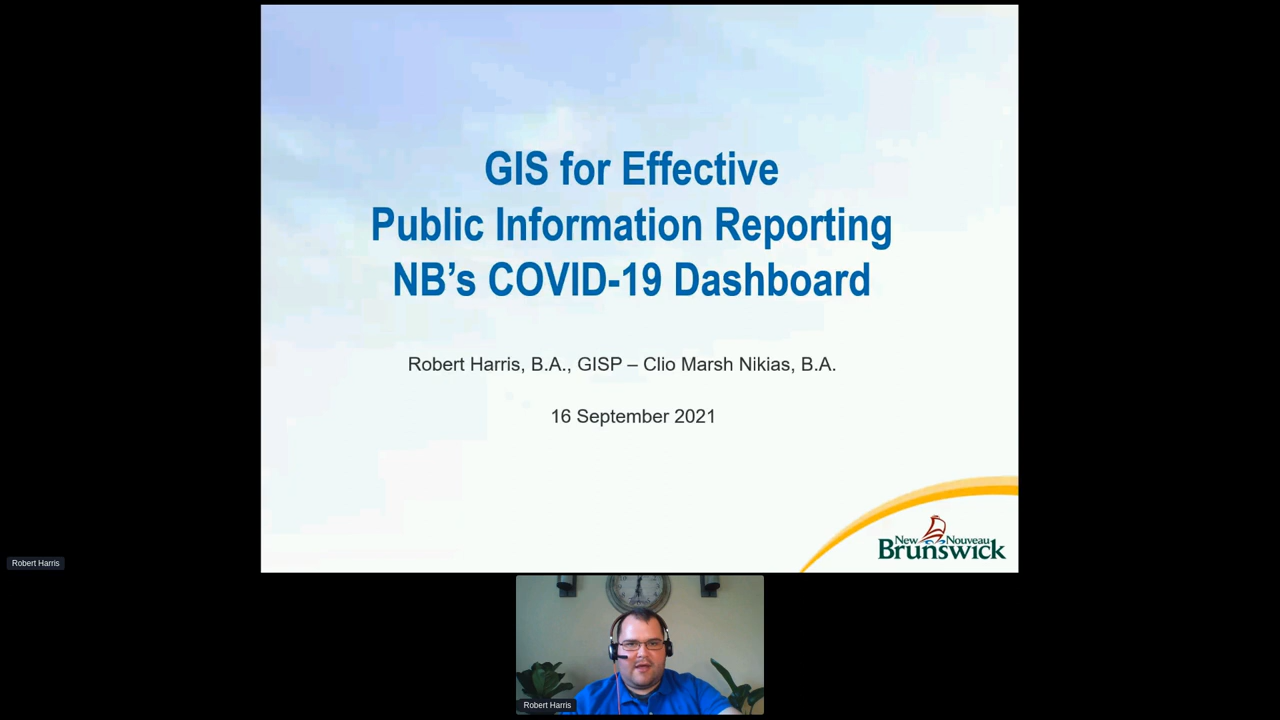 GIS for Effective
Public Information Reporting
NB’s COVID-19 Dashboard
Robert Harris, B.A., GISP – Clio Marsh Nikias, B.A.
16 September 2021
New Nouveau
Brunswick
Robert Harris
Robert Harris